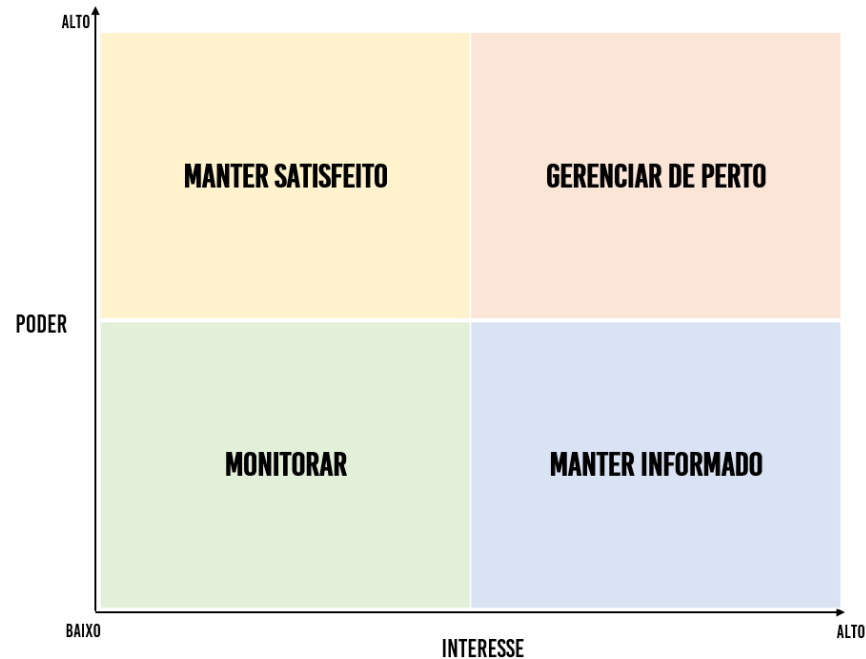 ALTO
MANTER SATISFEITO
GERENCIAR DE PERTO
PODER
MONITORAR
MANTER INFORMADO
BAIXO
ALTO
INTERESSE